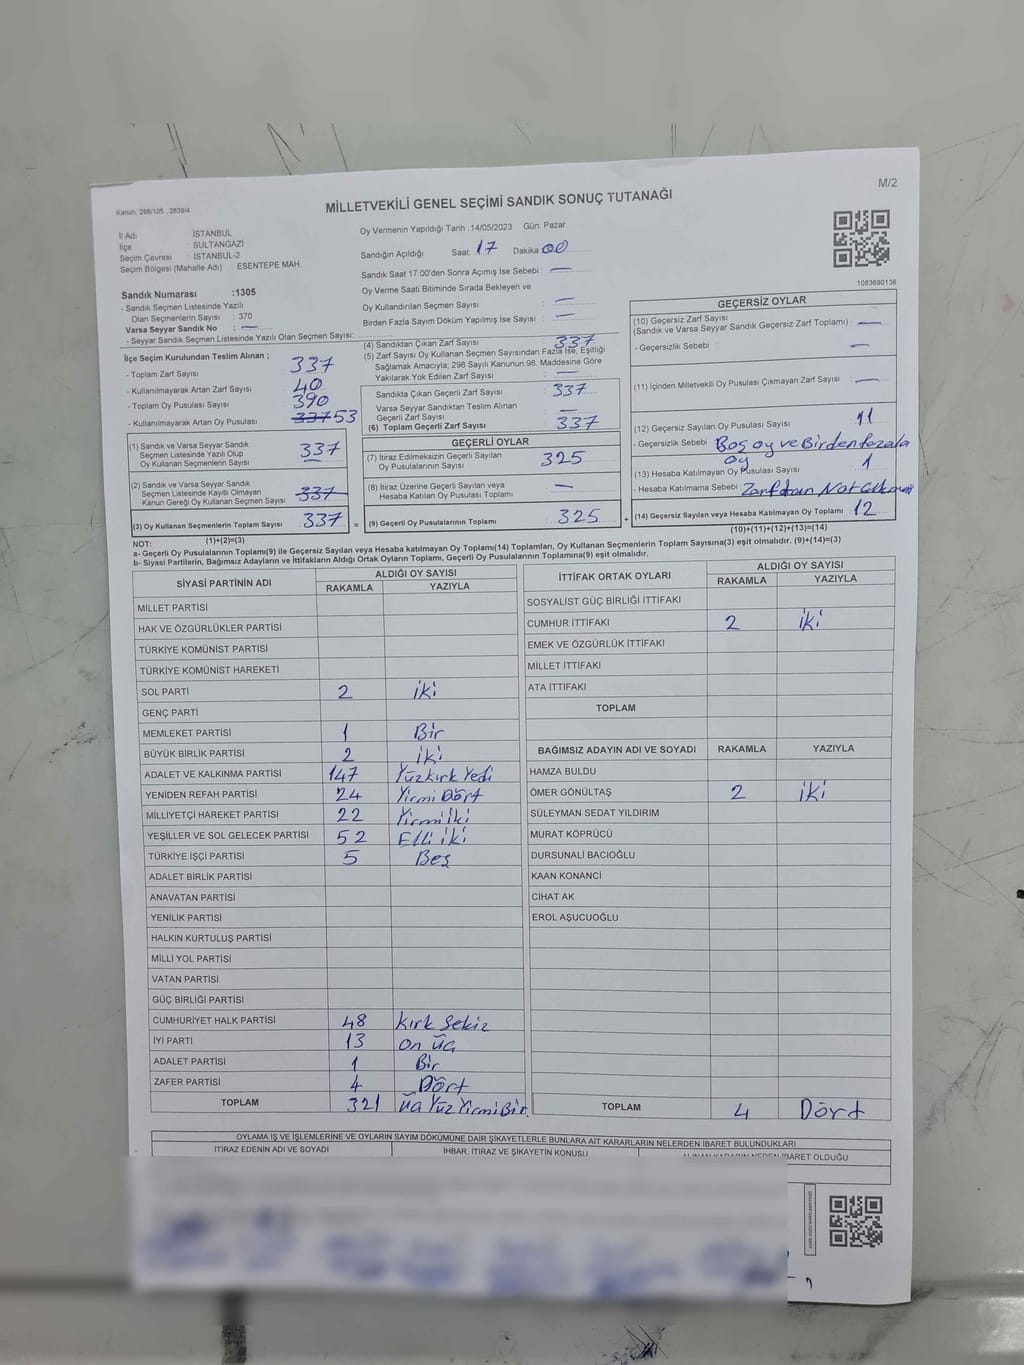 M/2
Kanun: 298/105 , 2839/4
MİLLETVEKİLİ GENEL SEÇİMİ SANDIK SONUÇ TUTANAĞI
İl Adı : İSTANBUL
İlçe : SULTANGAZİ
Seçim Çevresi : İSTANBUL-2
Seçim Bölgesi (Mahalle Adı) : ESENTEPE MAH.
Oy Vermenin Yapıldığı Tarih :14/05/2023 Gün: Pazar
Sandığın Açıldığı Saat: 17 Dakika: 00
Sandık Saat 17:00'den Sonra Açımış İse Sebebi : —
Oy Verme Saati Bitiminde Sırada Bekleyen ve
Oy Kullandırılan Seçmen Sayısı : —
Birden Fazla Sayım Döküm Yapılmış İse Sayısı : —
1083690136
Sandık Numarası :1305
- Sandık Seçmen Listesinde Yazılı
Olan Seçmenlerin Sayısı : 370
Varsa Seyyar Sandık No : —
- Seyyar Sandık Seçmen Listesinde Yazılı Olan Seçmen Sayısı:
İlçe Seçim Kurulundan Teslim Alınan ;
- Toplam Zarf Sayısı : 337
- Kullanılmayarak Artan Zarf Sayısı : 40
- Toplam Oy Pusulası Sayısı : 390
- Kullanılmayarak Artan Oy Pusulası : 337 53
(1) Sandık ve Varsa Seyyar Sandık
Seçmen Listesinde Yazılı Olup
Oy Kullanan Seçmenlerin Sayısı : 337
(2) Sandık ve Varsa Seyyar Sandık
Seçmen Listesinde Kayıtlı Olmayan
Kanun Gereği Oy Kullanan Seçmen Sayısı : 337
(3) Oy Kullanan Seçmenlerin Toplam Sayısı : 337 =
(1)+(2)=(3)
(4) Sandıktan Çıkan Zarf Sayısı : 337
(5) Zarf Sayısı Oy Kullanan Seçmen Sayısından Fazla İse, Eşitliği
Sağlamak Amacıyla; 298 Sayılı Kanunun 98. Maddesine Göre
Yakılarak Yok Edilen Zarf Sayısı : —
Sandıkta Çıkan Geçerli Zarf Sayısı : 337
Varsa Seyyar Sandıktan Teslim Alınan
Geçerli Zarf Sayısı : —
(6) Toplam Geçerli Zarf Sayısı : 337
GEÇERLİ OYLAR
(7) İtiraz Edilmeksizin Geçerli Sayılan
Oy Pusulalarının Sayısı : 325
(8) İtiraz Üzerine Geçerli Sayılan veya
Hesaba Katılan Oy Pusulası Toplamı : —
(9) Geçerli Oy Pusulalarının Toplamı : 325 +
GEÇERSİZ OYLAR
(10) Geçersiz Zarf Sayısı
(Sandık ve Varsa Seyyar Sandık Geçersiz Zarf Toplamı) : —
- Geçersizlik Sebebi : —
(11) İçinden Milletvekili Oy Pusulası Çıkmayan Zarf Sayısı : —
(12) Geçersiz Sayılan Oy Pusulası Sayısı : 11
- Geçersizlik Sebebi : Boş oy ve Birden fazala
oy
(13) Hesaba Katılmayan Oy Pusulası Sayısı : 1
- Hesaba Katılmama Sebebi : Zarftan Not
(14) Geçersiz Sayılan veya Hesaba Katılmayan Oy Toplamı : 12
(10)+(11)+(12)+(13)=(14)
NOT:
a- Geçerli Oy Pusulalarının Toplamı(9) ile Geçersiz Sayılan veya Hesaba katılmayan Oy Toplamı(14) Toplamları, Oy Kullanan Seçmenlerin Toplam Sayısına(3) eşit olmalıdır. (9)+(14)=(3)
b- Siyasi Partilerin, Bağımsız Adayların ve İttifakların Aldığı Ortak Oyların Toplamı, Geçerli Oy Pusulalarının Toplamına(9) eşit olmalıdır.
SİYASİ PARTİNİN ADI ALDIĞI OY SAYISI
RAKAMLA YAZIYLA
MİLLET PARTİSİ
HAK VE ÖZGÜRLÜKLER PARTİSİ
TÜRKİYE KOMÜNİST PARTİSİ
TÜRKİYE KOMÜNİST HAREKETİ
SOL PARTİ 2 iki
GENÇ PARTİ
MEMLEKET PARTİSİ 1 Bir
BÜYÜK BİRLİK PARTİSİ 2 iki
ADALET VE KALKINMA PARTİSİ 147 Yüzkırk Yedi
YENİDEN REFAH PARTİSİ 24 Yirmi Dört
MİLLİYETÇİ HAREKET PARTİSİ 22 Yirmi iki
YEŞİLLER VE SOL GELECEK PARTİSİ 52 Elli iki
TÜRKİYE İŞÇİ PARTİSİ 5 Beş
ADALET BİRLİK PARTİSİ
ANAVATAN PARTİSİ
YENİLİK PARTİSİ
HALKIN KURTULUŞ PARTİSİ
MİLLİ YOL PARTİSİ
VATAN PARTİSİ
GÜÇ BİRLİĞİ PARTİSİ
CUMHURİYET HALK PARTİSİ 48 Kırk Sekiz
İYİ PARTİ 13 on üç
ADALET PARTİSİ 1 Bir
ZAFER PARTİSİ 4 Dört
TOPLAM 321 üç Yüz Yirmi Bir
İTTİFAK ORTAK OYLARI ALDIĞI OY SAYISI
RAKAMLA YAZIYLA
SOSYALİST GÜÇ BİRLİĞİ İTTİFAKI
CUMHUR İTTİFAKI 2 iki
EMEK VE ÖZGÜRLÜK İTTİFAKI
MİLLET İTTİFAKI
ATA İTTİFAKI
TOPLAM
BAĞIMSIZ ADAYIN ADI VE SOYADI RAKAMLA YAZIYLA
HAMZA BULDU
ÖMER GÖNÜLTAŞ 2 iki
SÜLEYMAN SEDAT YILDIRIM
MURAT KÖPRÜCÜ
DURSUNALİ BACIOĞLU
KAAN KONANCİ
CİHAT AK
EROL AŞUCUOĞLU
TOPLAM 4 Dört
OYLAMA İŞ VE İŞLEMLERİNE VE OYLARIN SAYIM DÖKÜMÜNE DAİR ŞİKAYETLERLE BUNLARA AİT KARARLARIN NELERDEN İBARET BULUNDUKLARI
İTİRAZ EDENİN ADI VE SOYADI İHBAR, İTİRAZ VE ŞİKAYETİN KONUSU ALINAN KARARIN NEDEN İBARET OLDUĞU